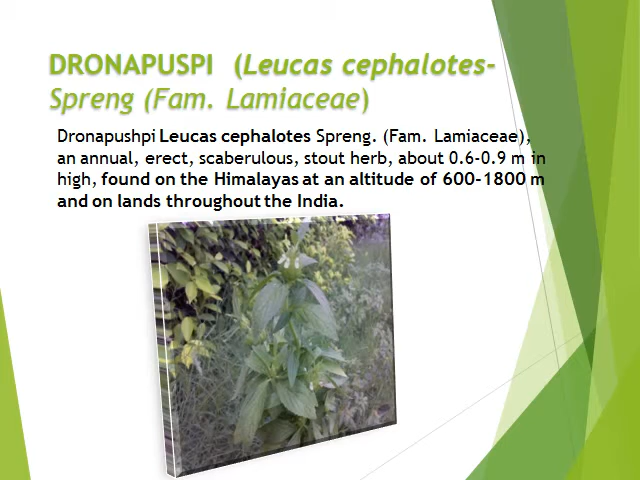 DRONAPUSPI (Leucas cephalotes-
Spreng (Fam. Lamiaceae)
Dronapushpi Leucas cephalotes Spreng. (Fam. Lamiaceae),
an annual, erect, scaberulous, stout herb, about 0.6-0.9 m in
high, found on the Himalayas at an altitude of 600-1800 m
and on lands throughout the India.